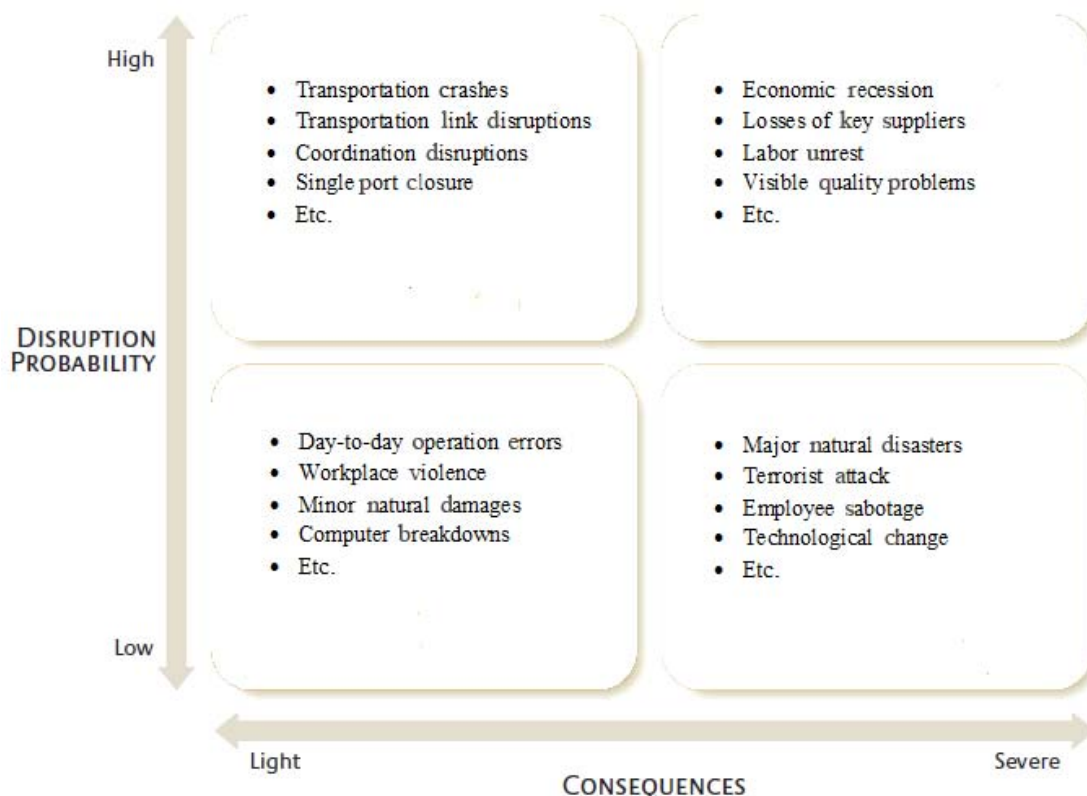 High
• Transportation crashes
• Transportation link disruptions
• Coordination disruptions
• Single port closure
• Etc.
• Economic recession
• Losses of key suppliers
• Labor unrest
• Visible quality problems
• Etc.
DISRUPTION
PROBABILITY
• Day-to-day operation errors
• Workplace violence
• Minor natural damages
• Computer breakdowns
• Etc.
• Major natural disasters
• Terrorist attack
• Employee sabotage
• Technological change
• Etc.
Low
Light
Severe
CONSEQUENCES